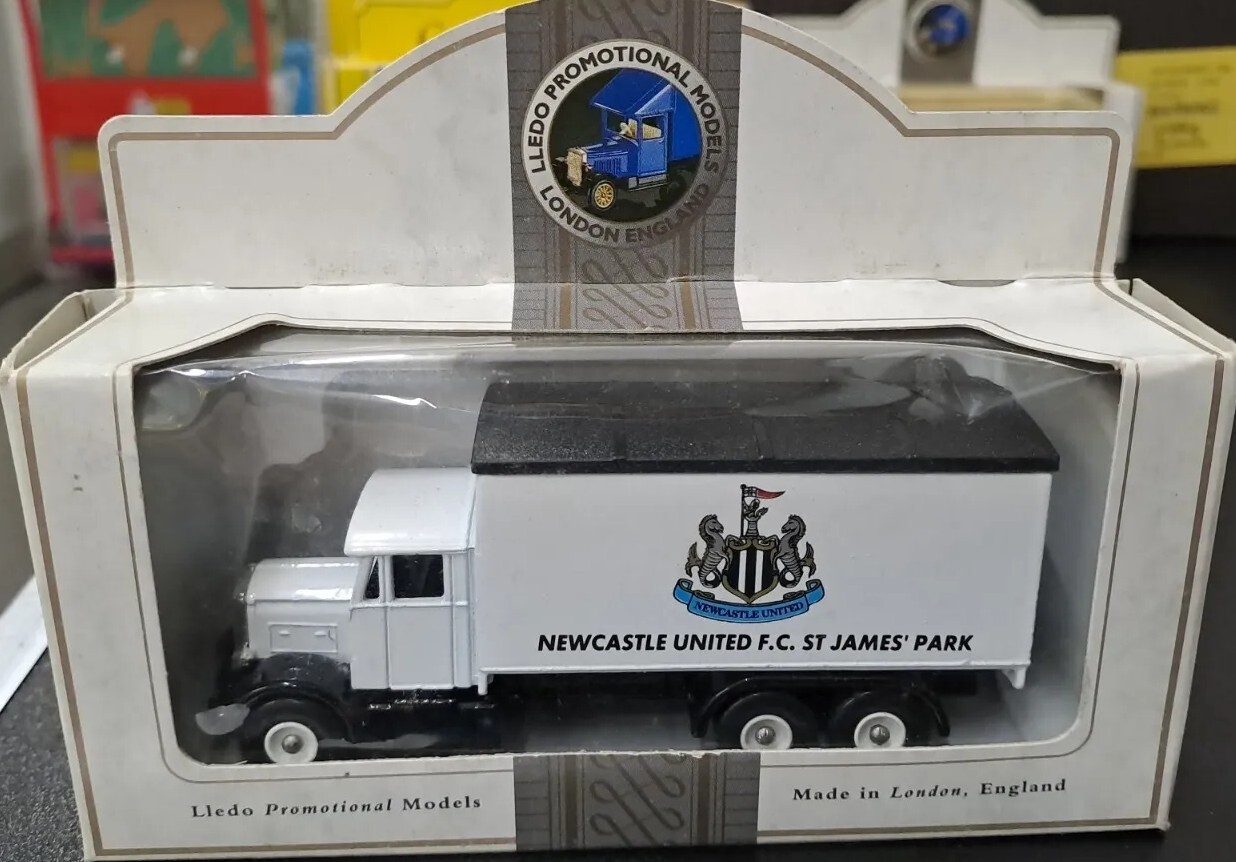 LLEDO PROMOTIONAL MODELS
LONDON ENGLAND
NEWCASTLE UNITED
NEWCASTLE UNITED F.C. ST JAMES' PARK
Lledo Promotional Models
Made in London, England